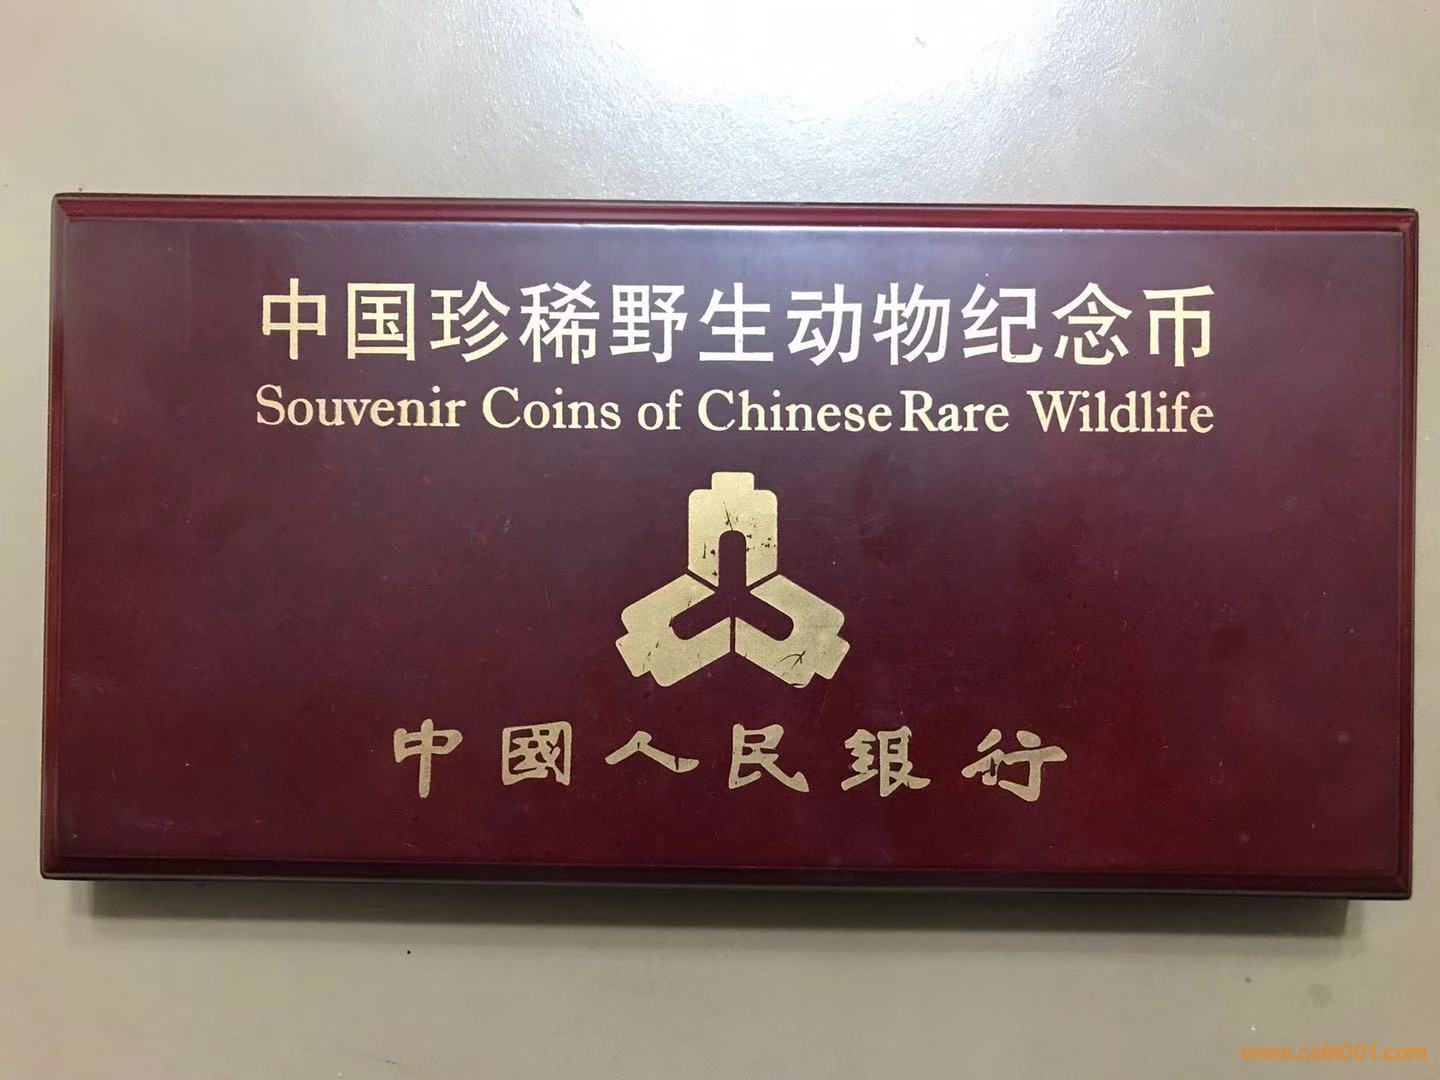 中国珍稀野生动物纪念币
Souvenir Coins of Chinese Rare Wildlife
中國人民銀行
www.coin001.com